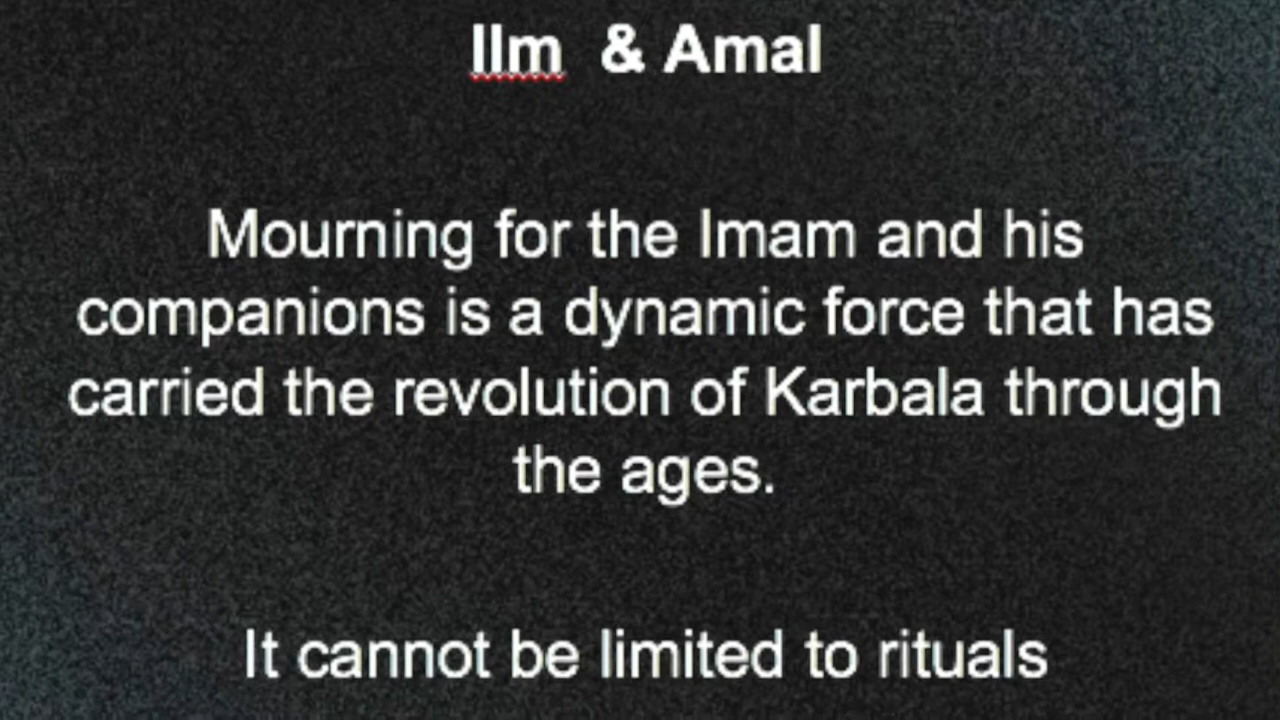 Ilm  & Amal
Mourning for the Imam and his
companions is a dynamic force that has
carried the revolution of Karbala through
the ages.
It cannot be limited to rituals